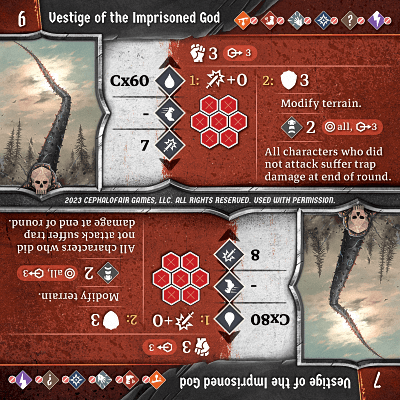 6 Vestige of the Imprisoned God
3 3
Cx60 1: +0 2: 3
-
7
Modify terrain.
2 all, 3
All characters who did
not attack suffer trap
damage at end of round.
2023 CEPHALOFAIR GAMES, LLC. ALL RIGHTS RESERVED. USED WITH PERMISSION.
7 Vestige of the Imprisoned God
3 3
Cx80 1: +0 2: 3
-
8
Modify terrain.
2 all, 3
All characters who did
not attack suffer trap
damage at end of round.